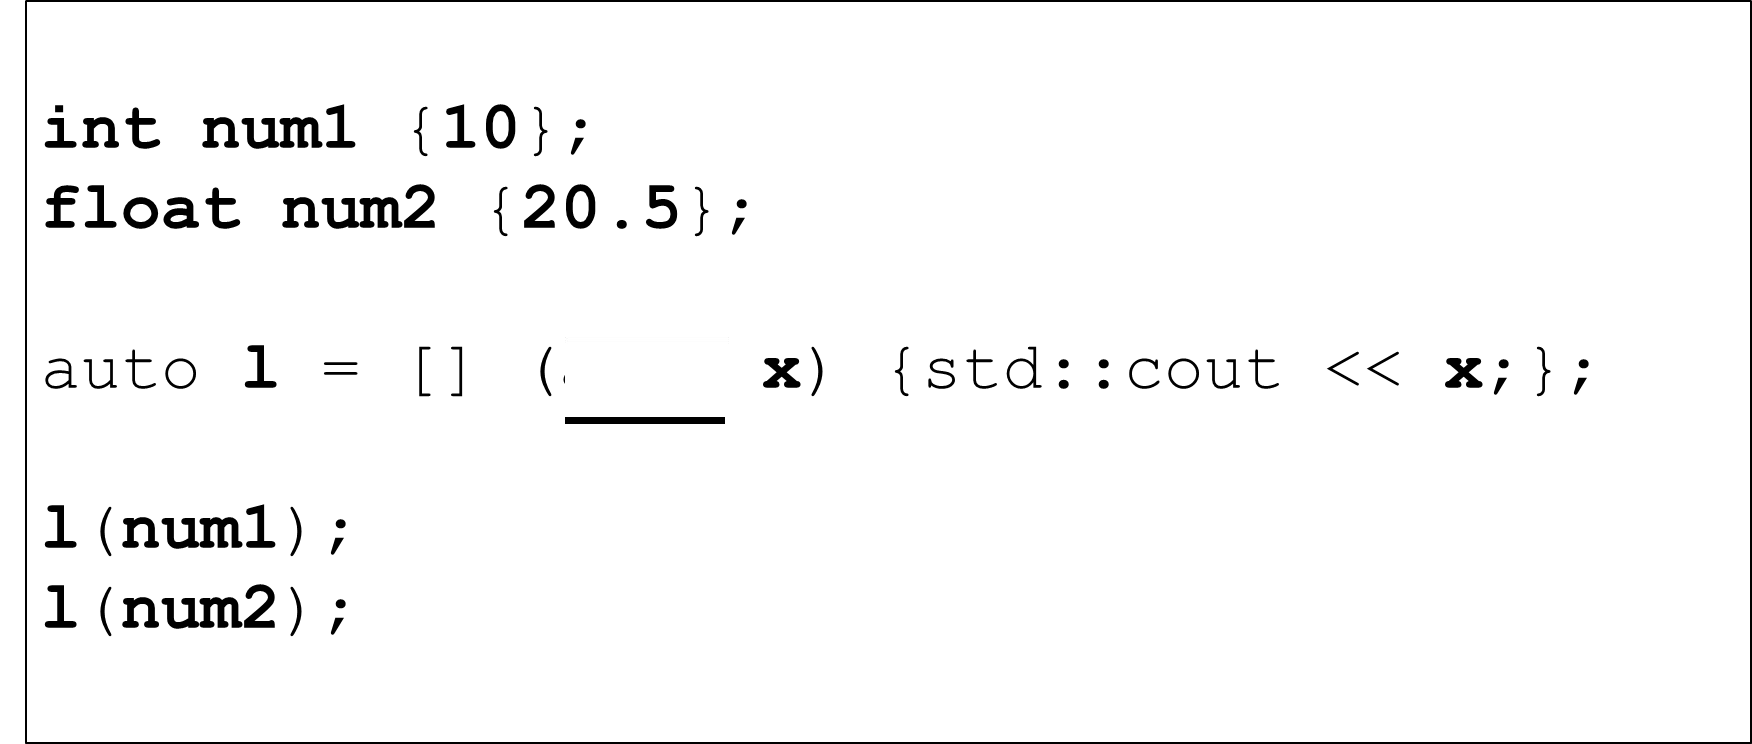 int num1 {10};
float num2 {20.5};
auto l = [] ( x) {std::cout << x;};
l(num1);
l(num2);